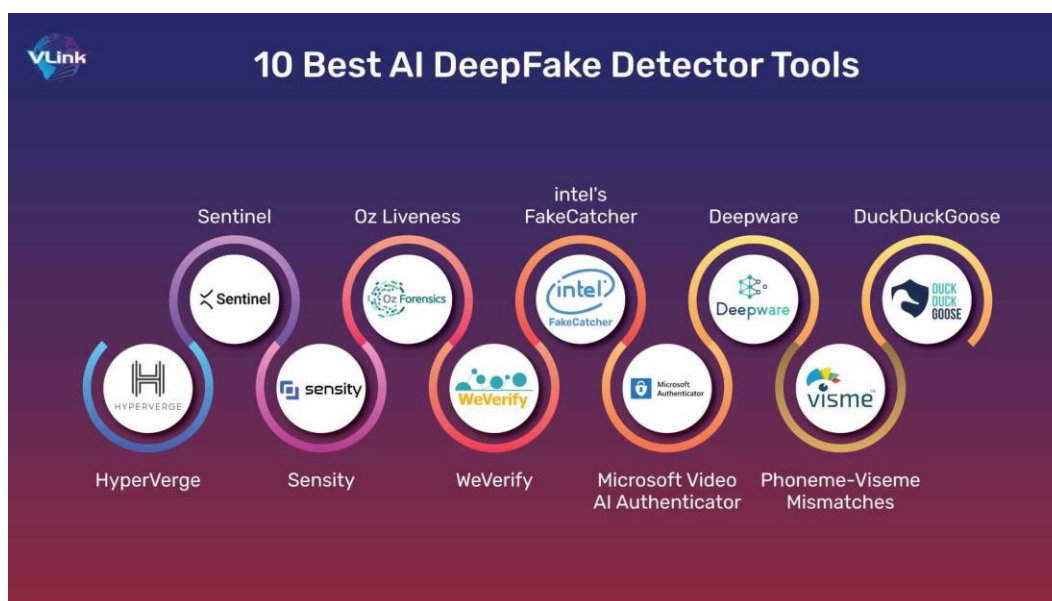 VLink
10 Best AI DeepFake Detector Tools
Sentinel
Oz Liveness
intel's
FakeCatcher
Deepware
DuckDuckGoose
Sentinel
Oz Forensics
intel
FakeCatcher
Deepware
DUCK
DUCK
GOOSE
HYPERVERGE
sensity
WeVerify
Microsoft
Authenticator
visme™
HyperVerge
Sensity
WeVerify
Microsoft Video
AI Authenticator
Phoneme-Viseme
Mismatches